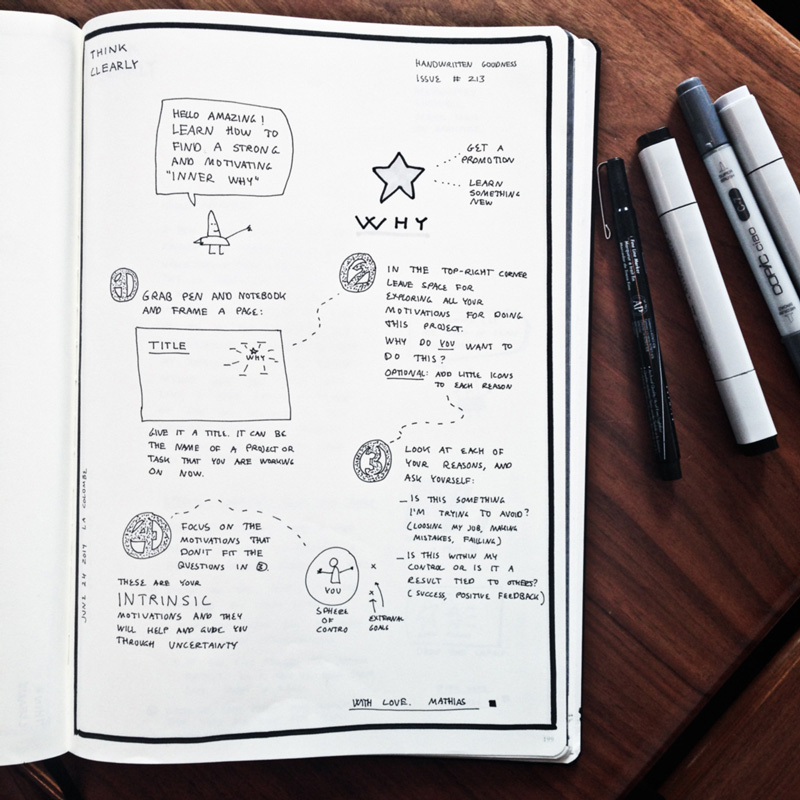 THINK
CLEARLY
HANDWRITTEN GOODNESS
ISSUE # 213
HELLO AMAZING!
LEARN HOW TO
FIND A STRONG
AND MOTIVATING
"INNER WHY"
GET A
PROMOTION
LEARN
SOMETHING
NEW
WHY
1
GRAB PEN AND NOTEBOOK
AND FRAME A PAGE:
TITLE
WHY
GIVE IT A TITLE. IT CAN BE
THE NAME OF A PROJECT OR
TASK THAT YOU ARE WORKING
ON NOW.
2
IN THE TOP-RIGHT CORNER
LEAVE SPACE FOR
EXPLORING ALL YOUR
MOTIVATIONS FOR DOING
THIS PROJECT.
WHY DO YOU WANT TO
DO THIS?
OPTIONAL: ADD LITTLE ICONS
TO EACH REASON
3
LOOK AT EACH OF
YOUR REASONS, AND
ASK YOURSELF:
— IS THIS SOMETHING
I'M TRYING TO AVOID?
(LOOSING MY JOB, MAKING
MISTAKES, FAILLING)
— IS THIS WITHIN MY
CONTROL OR IS IT A
RESULT TIED TO OTHERS?
(SUCCESS, POSITIVE FEEDBACK)
4
FOCUS ON THE
MOTIVATIONS THAT
DON'T FIT THE
QUESTIONS IN ③.
THESE ARE YOUR
INTRINSIC
MOTIVATIONS AND THEY
WILL HELP AND GUIDE YOU
THROUGH UNCERTAINTY
YOU
SPHERE
OF
CONTRO
x
x
EXTERNAL
GOALS
JUNE 24 2014 LA COLOMBE
WITH LOVE. MATHIAS
COPIC ciao